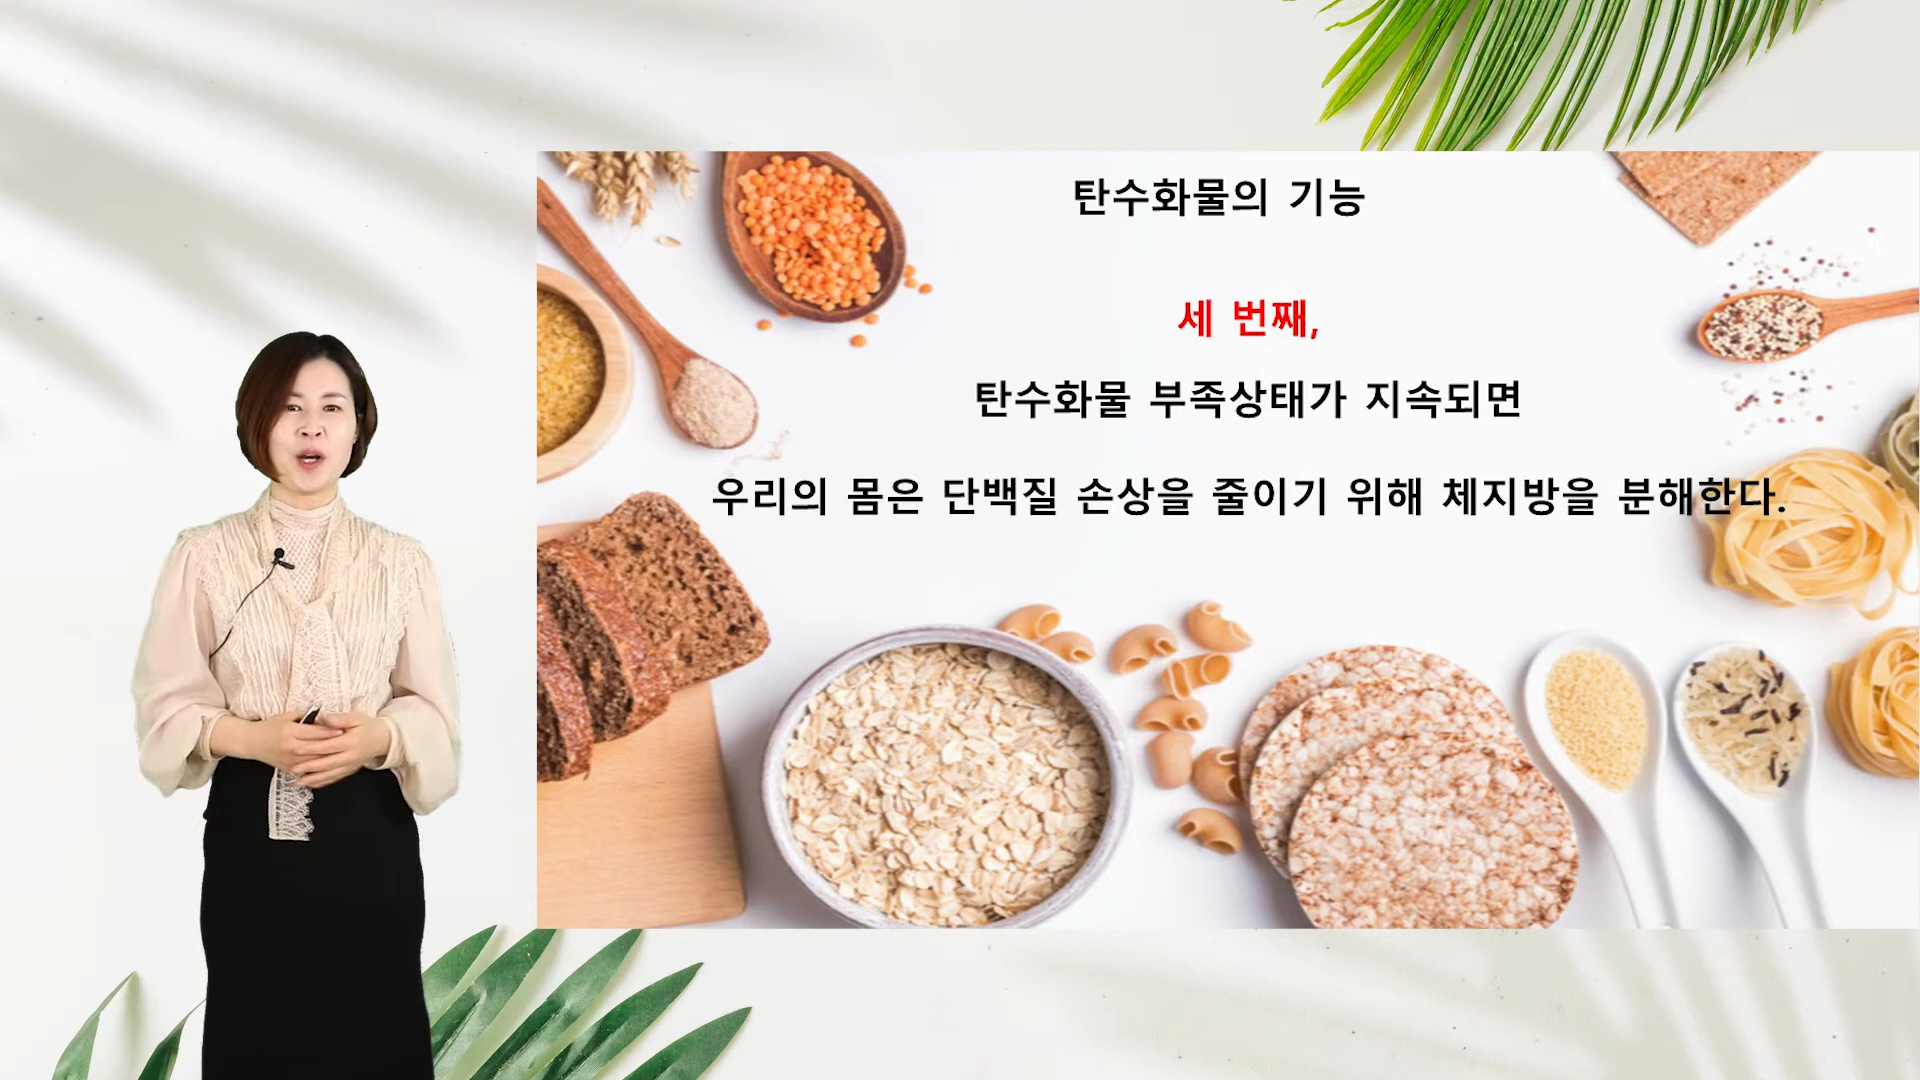 탄수화물의 기능
세 번째,
탄수화물 부족상태가 지속되면
우리의 몸은 단백질 손상을 줄이기 위해 체지방을 분해한다.